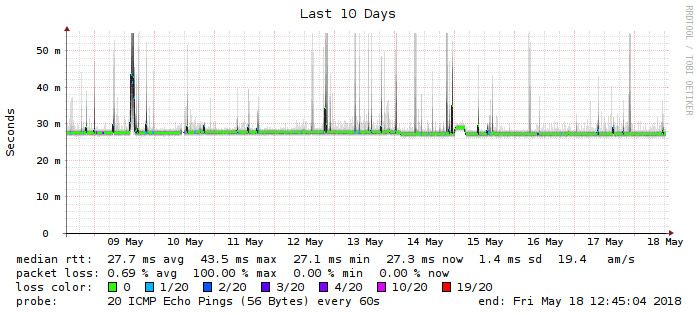 Last 10 Days
RRDTOOL / TOBI OETIKER
Seconds
50 m
40 m
30 m
20 m
10 m
0
09 May 10 May 11 May 12 May 13 May 14 May 15 May 16 May 17 May 18 May
median rtt: 27.7 ms avg 43.5 ms max 27.1 ms min 27.3 ms now 1.4 ms sd 19.4 am/s
packet loss: 0.69 % avg 100.00 % max 0.00 % min 0.00 % now
loss color: 0 1/20 2/20 3/20 4/20 10/20 19/20
probe: 20 ICMP Echo Pings (56 Bytes) every 60s end: Fri May 18 12:45:04 2018